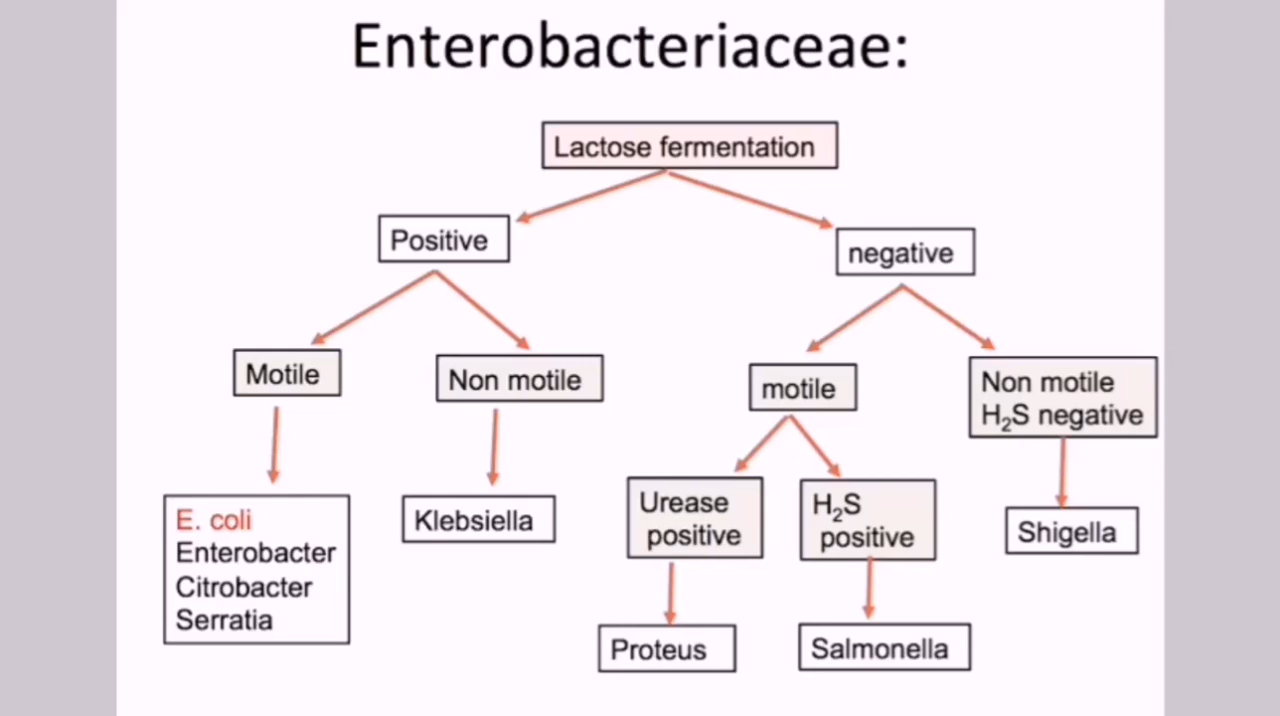 Enterobacteriaceae:
Lactose fermentation
Positive
negative
Motile
Non motile
motile
Non motile
H₂S negative
E. coli
Enterobacter
Citrobacter
Serratia
Klebsiella
Urease
positive
H₂S
positive
Shigella
Proteus
Salmonella